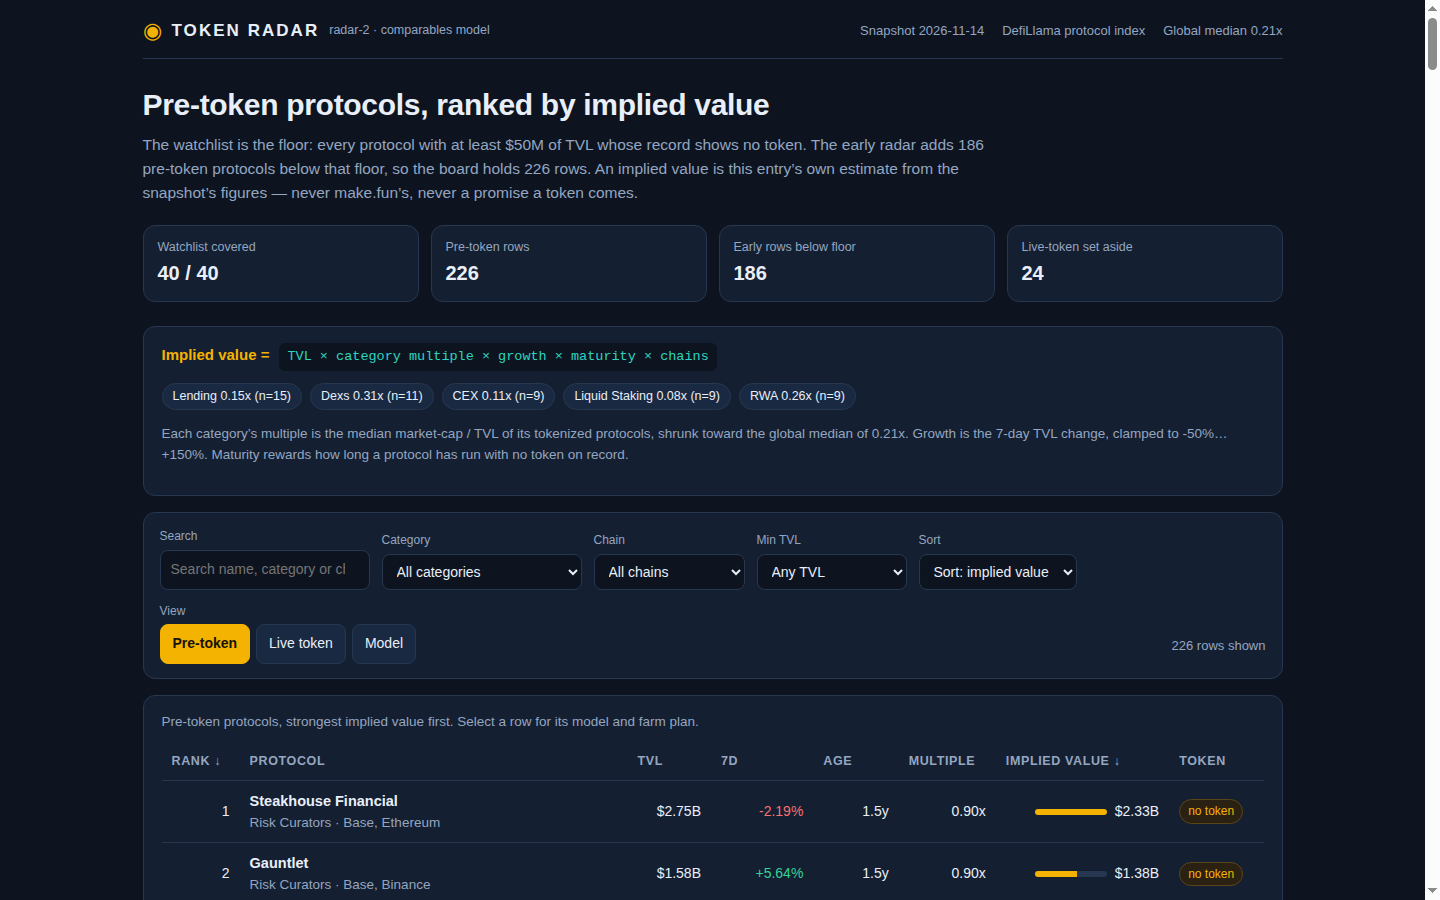 TOKEN RADAR radar-2 · comparables model Snapshot 2026-11-14 DefiLlama protocol index Global median 0.21x
Pre-token protocols, ranked by implied value
The watchlist is the floor: every protocol with at least $50M of TVL whose record shows no token. The early radar adds 186
pre-token protocols below that floor, so the board holds 226 rows. An implied value is this entry’s own estimate from the
snapshot’s figures — never make.fun’s, never a promise a token comes.
Watchlist covered Pre-token rows Early rows below floor Live-token set aside
40 / 40 226 186 24
Implied value = TVL × category multiple × growth × maturity × chains
Lending 0.15x (n=15) Dexs 0.31x (n=11) CEX 0.11x (n=9) Liquid Staking 0.08x (n=9) RWA 0.26x (n=9)
Each category’s multiple is the median market-cap / TVL of its tokenized protocols, shrunk toward the global median of 0.21x. Growth is the 7-day TVL change, clamped to -50%…
+150%. Maturity rewards how long a protocol has run with no token on record.
Search Category Chain Min TVL Sort
Search name, category or cl All categories All chains Any TVL Sort: implied value
View
Pre-token Live token Model 226 rows shown
Pre-token protocols, strongest implied value first. Select a row for its model and farm plan.
RANK ↓ PROTOCOL TVL 7D AGE MULTIPLE IMPLIED VALUE ↓ TOKEN
1 Steakhouse Financial $2.75B -2.19% 1.5y 0.90x $2.33B no token
Risk Curators · Base, Ethereum
2 Gauntlet $1.58B +5.64% 1.5y 0.90x $1.38B no token
Risk Curators · Base, Binance